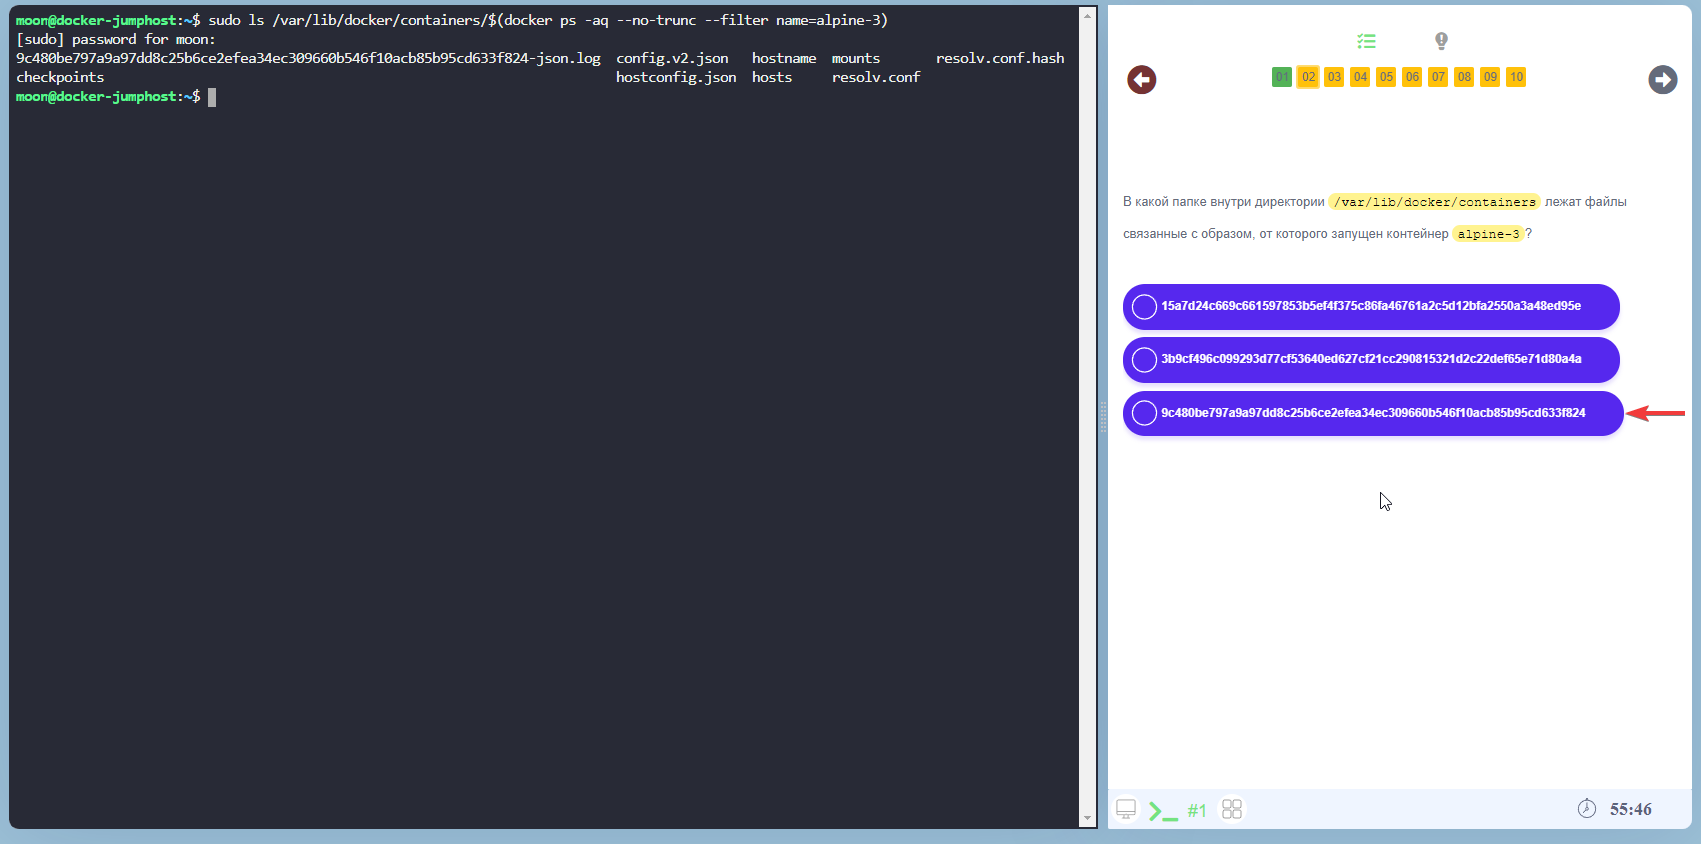 moon@docker-jumphost:~$ sudo ls /var/lib/docker/containers/$(docker ps -aq --no-trunc --filter name=alpine-3)
[sudo] password for moon:
9c480be797a9a97dd8c25b6ce2efea34ec309660b546f10acb85b95cd633f824-json.log  config.v2.json   hostname  mounts       resolv.conf.hash
checkpoints                                                                hostconfig.json  hosts     resolv.conf
moon@docker-jumphost:~$
01 02 03 04 05 06 07 08 09 10
В какой папке внутри директории /var/lib/docker/containers лежат файлы
связанные с образом, от которого запущен контейнер alpine-3?
15a7d24c669c661597853b5ef4f375c86fa46761a2c5d12bfa2550a3a48ed95e
3b9cf496c099293d77cf53640ed627cf21cc290815321d2c22def65e71d80a4a
9c480be797a9a97dd8c25b6ce2efea34ec309660b546f10acb85b95cd633f824
#1
55:46